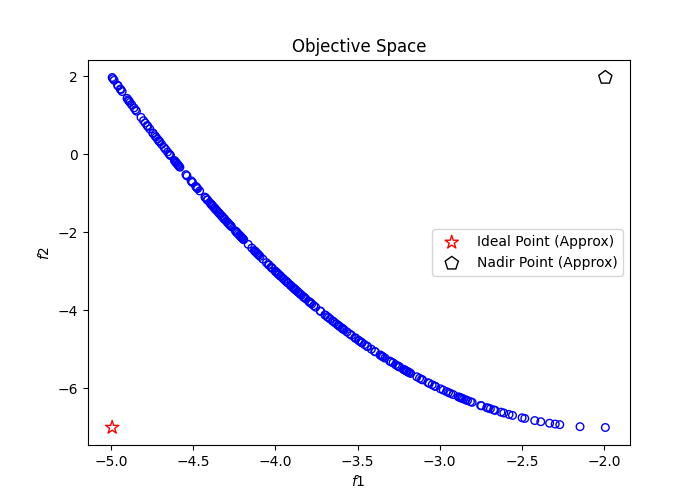 Objective Space
2
0
−2
−4
−6
f2
Ideal Point (Approx)
Nadir Point (Approx)
−5.0 −4.5 −4.0 −3.5 −3.0 −2.5 −2.0
f1